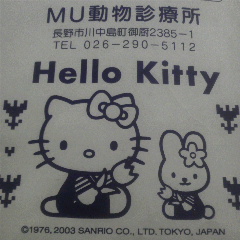 MU動物診療所
長野市川中島町御厨2385-1
TEL 026-290-5112
Hello Kitty
©1976, 2003 SANRIO CO., LTD. TOKYO, JAPAN